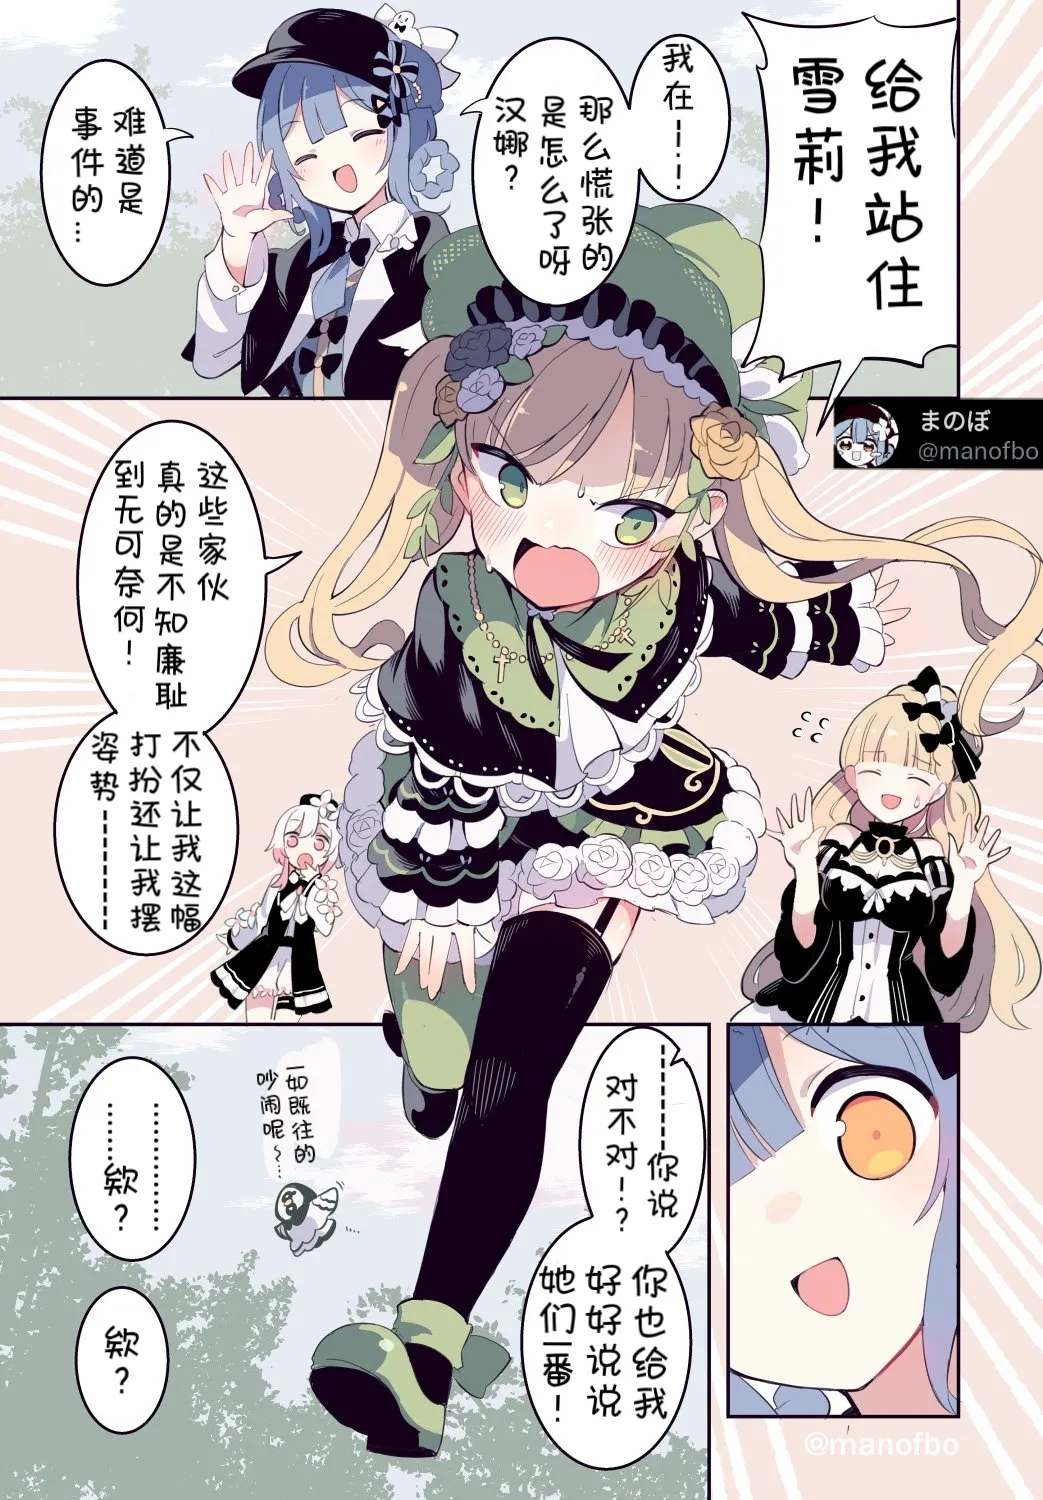 给我站住
雪莉！
我在！！！
那么慌张的
是怎么了呀
汉娜？
难道是
事件的
…
まのぼ
@manofbo
这些家伙
真的是不知廉耻
到无可奈何！
不仅让我这幅
打扮还让我摆
姿势………
………你说
对不对！？
你也给我
好好说说
她们一番！
一如既往的
吵闹呢～…
…………
……欸？
欸？
@manofbo